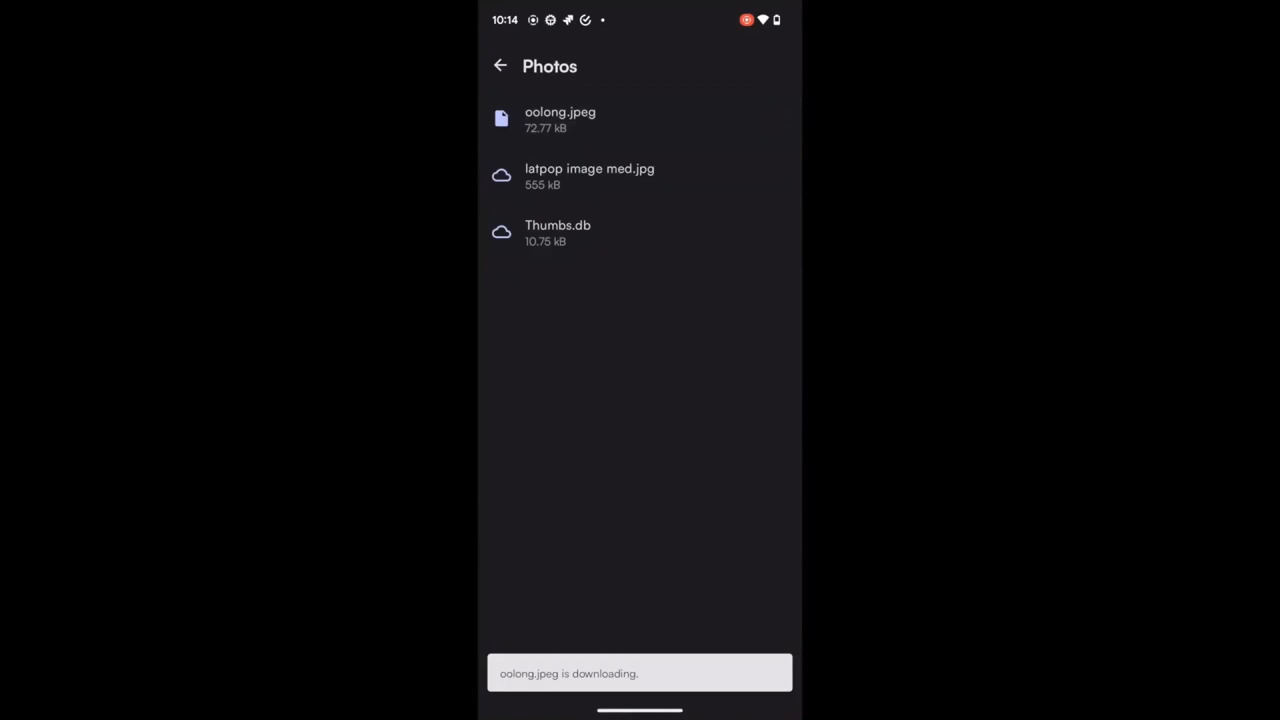 10:14
Photos
oolong.jpeg
72.77 kB
latpop image med.jpg
555 kB
Thumbs.db
10.75 kB
oolong.jpeg is downloading.